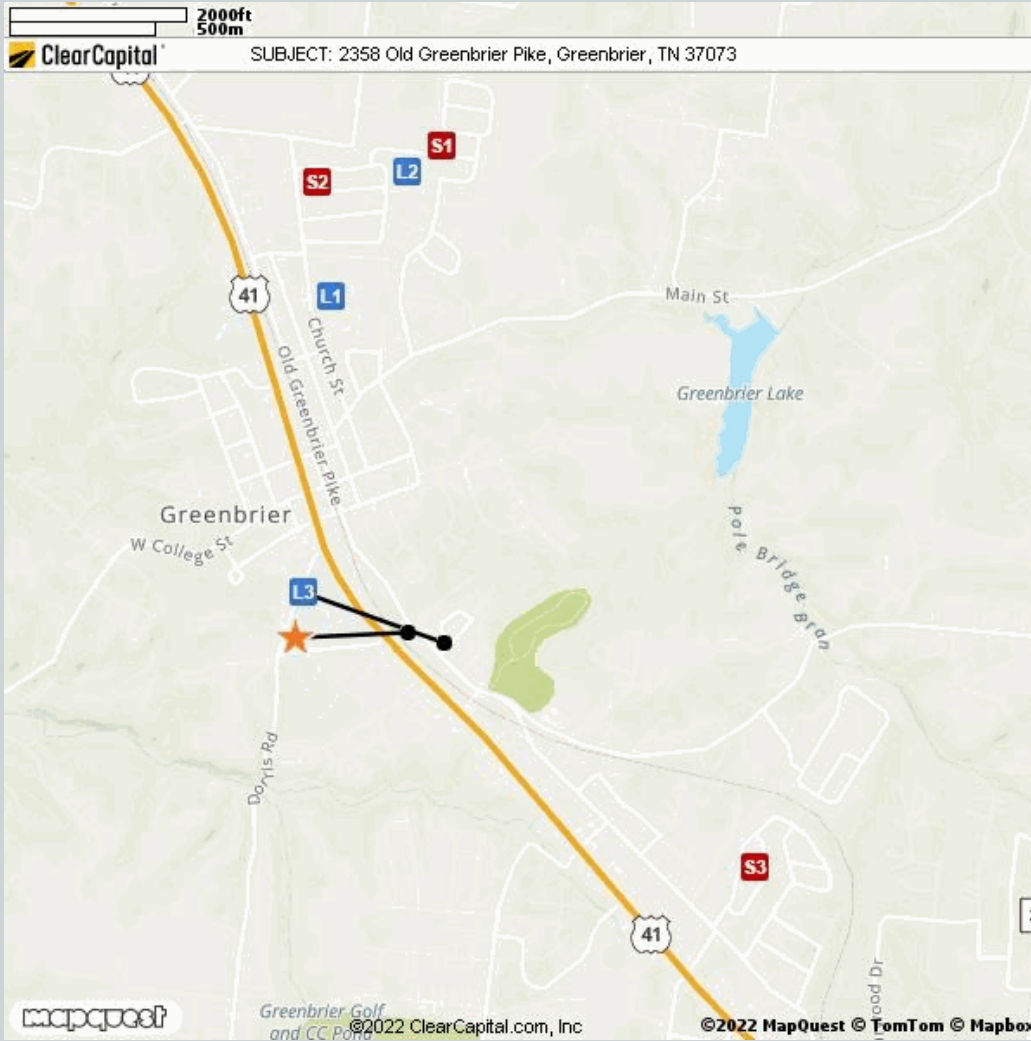 2000ft
500m
ClearCapital
SUBJECT: 2358 Old Greenbrier Pike, Greenbrier, TN 37073
S1
L2
S2
41
L1
Main St
Church St
Old Greenbrier Pike
Greenbrier Lake
Greenbrier
W College St
Pole Bridge Bran
L3
Dorris Rd
S3
41
wood Dr
Greenbrier Golf
and CC Pond
mapquest
©2022 ClearCapital.com, Inc
©2022 MapQuest © TomTom © Mapbox